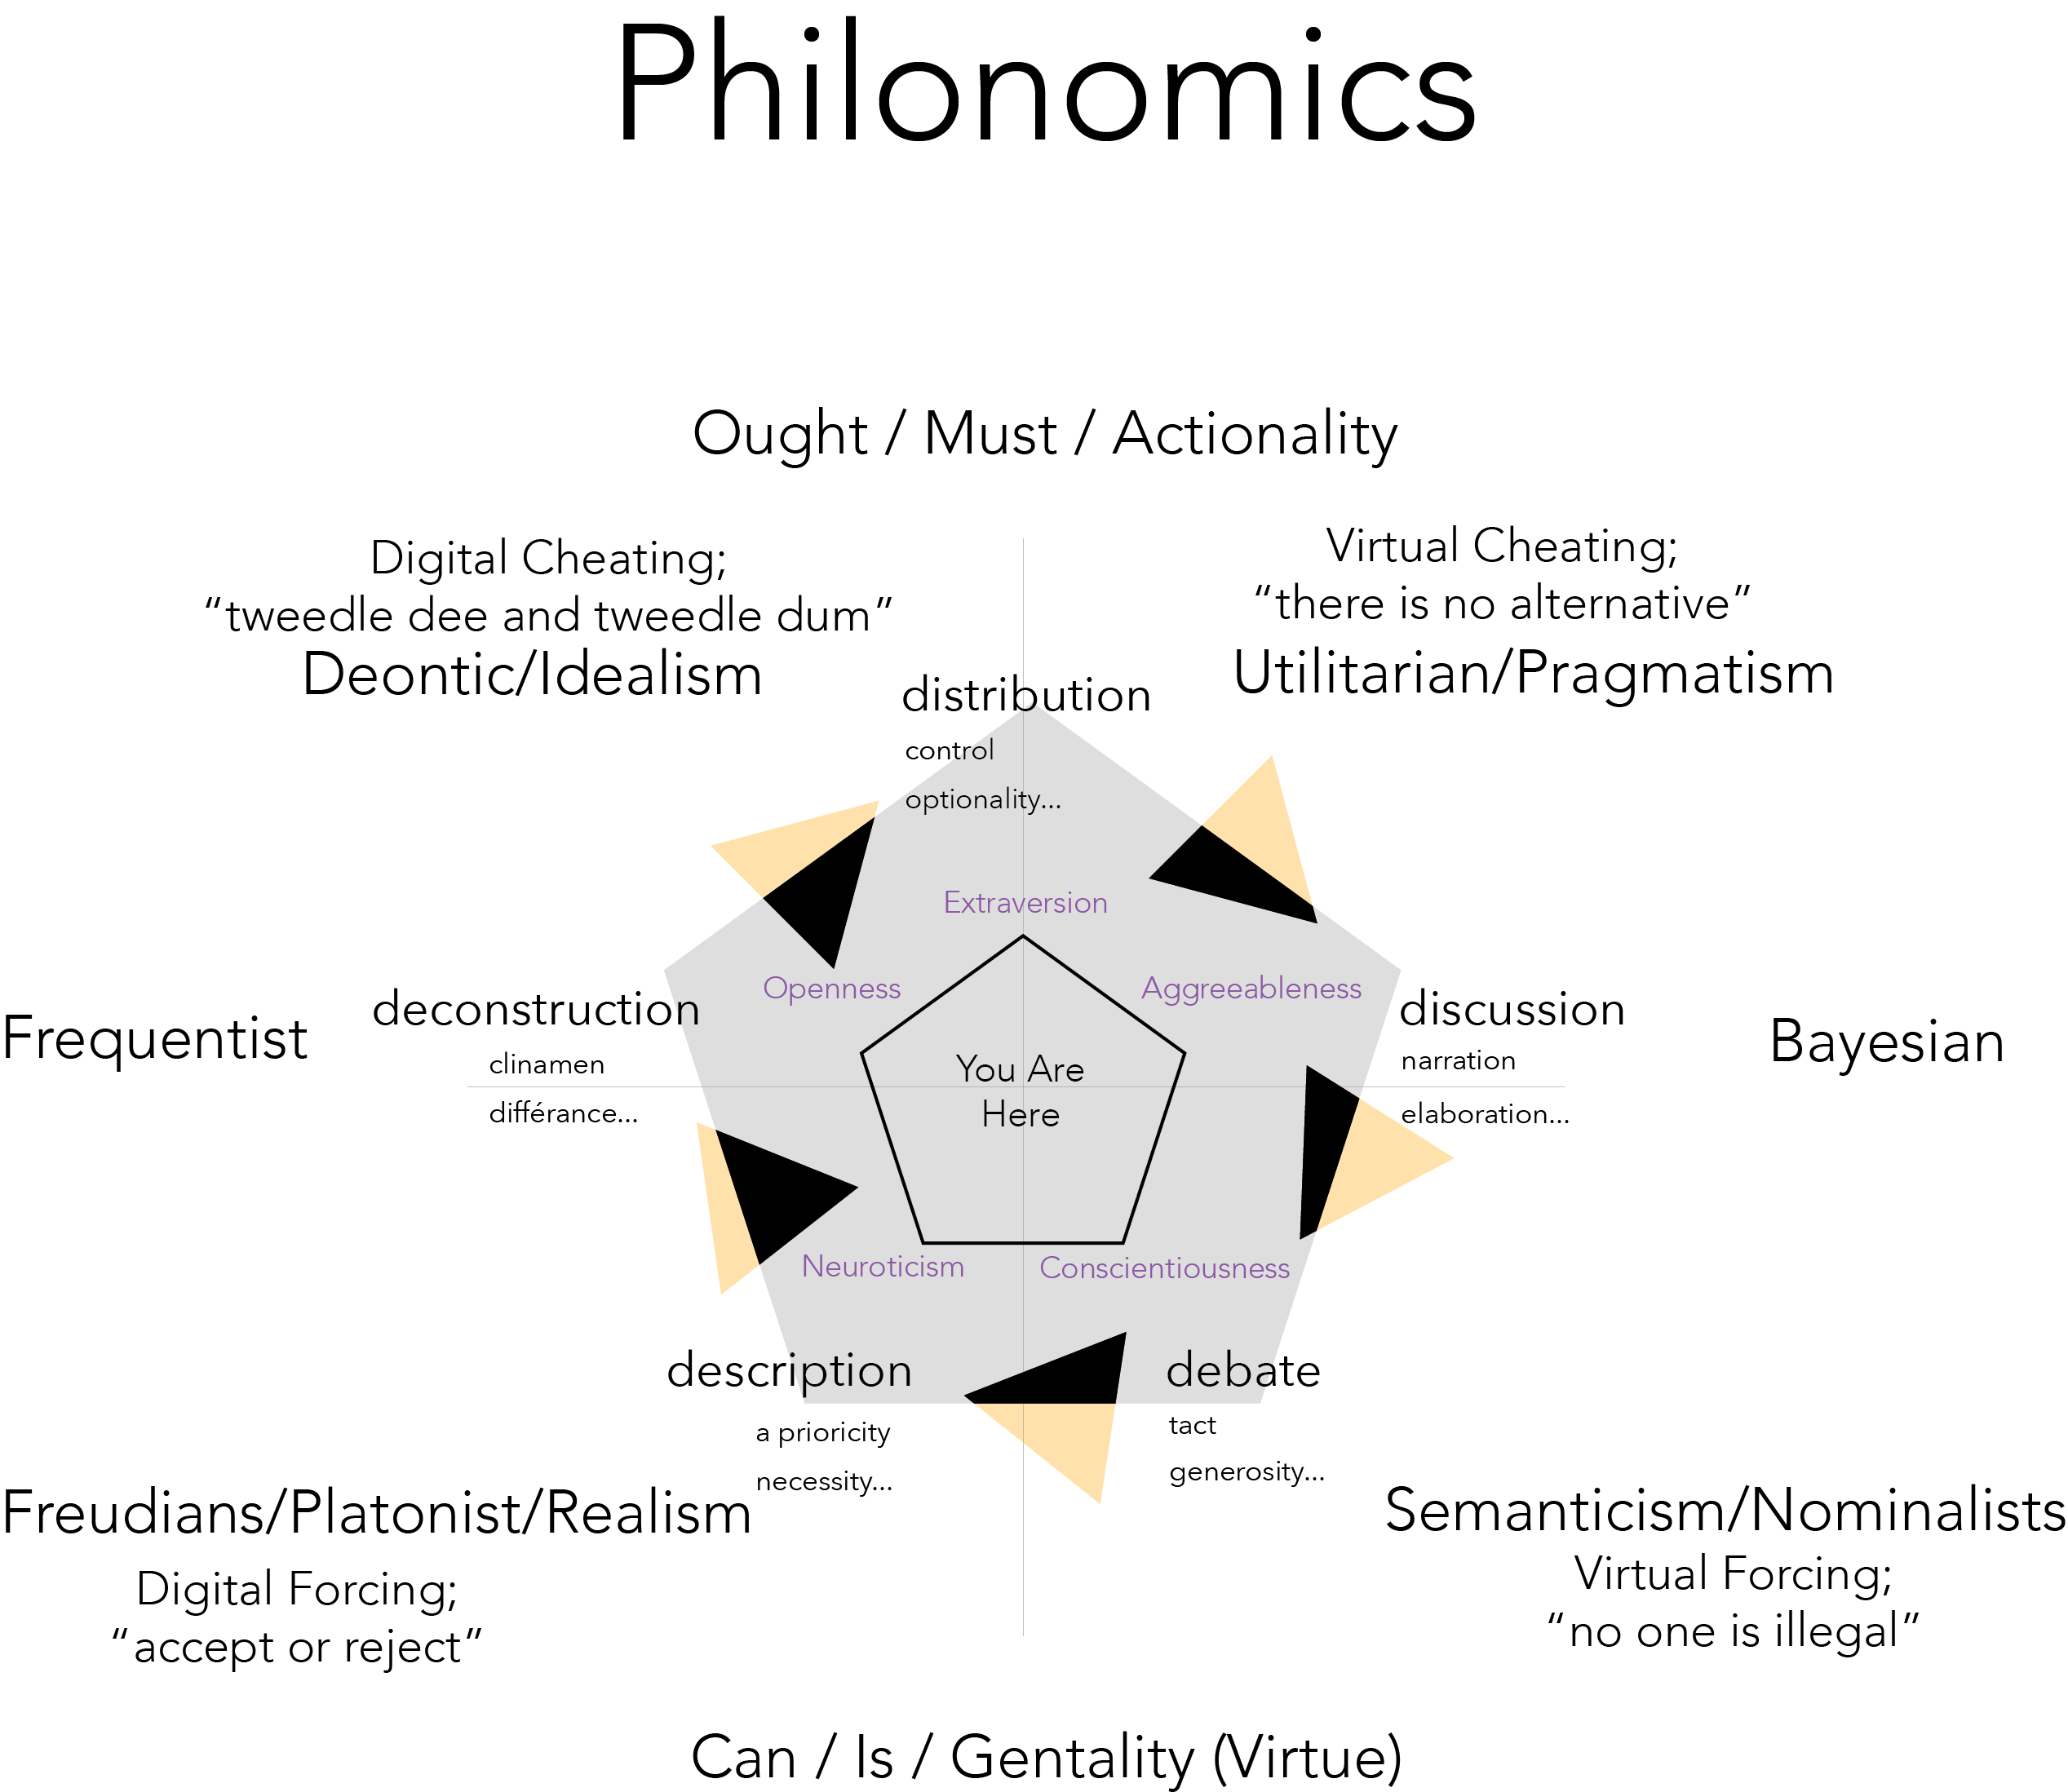 Philonomics
Ought / Must / Actionality
Digital Cheating;
“tweedle dee and tweedle dum”
Deontic/Idealism
Virtual Cheating;
“there is no alternative”
Utilitarian/Pragmatism
distribution
control
optionality...
Extraversion
Openness
Aggreeableness
Frequentist
deconstruction
clinamen
différance...
You Are
Here
discussion
narration
elaboration...
Bayesian
Neuroticism
Conscientiousness
description
a prioricity
necessity...
debate
tact
generosity...
Freudians/Platonist/Realism
Digital Forcing;
“accept or reject”
Semanticism/Nominalists
Virtual Forcing;
“no one is illegal”
Can / Is / Gentality (Virtue)